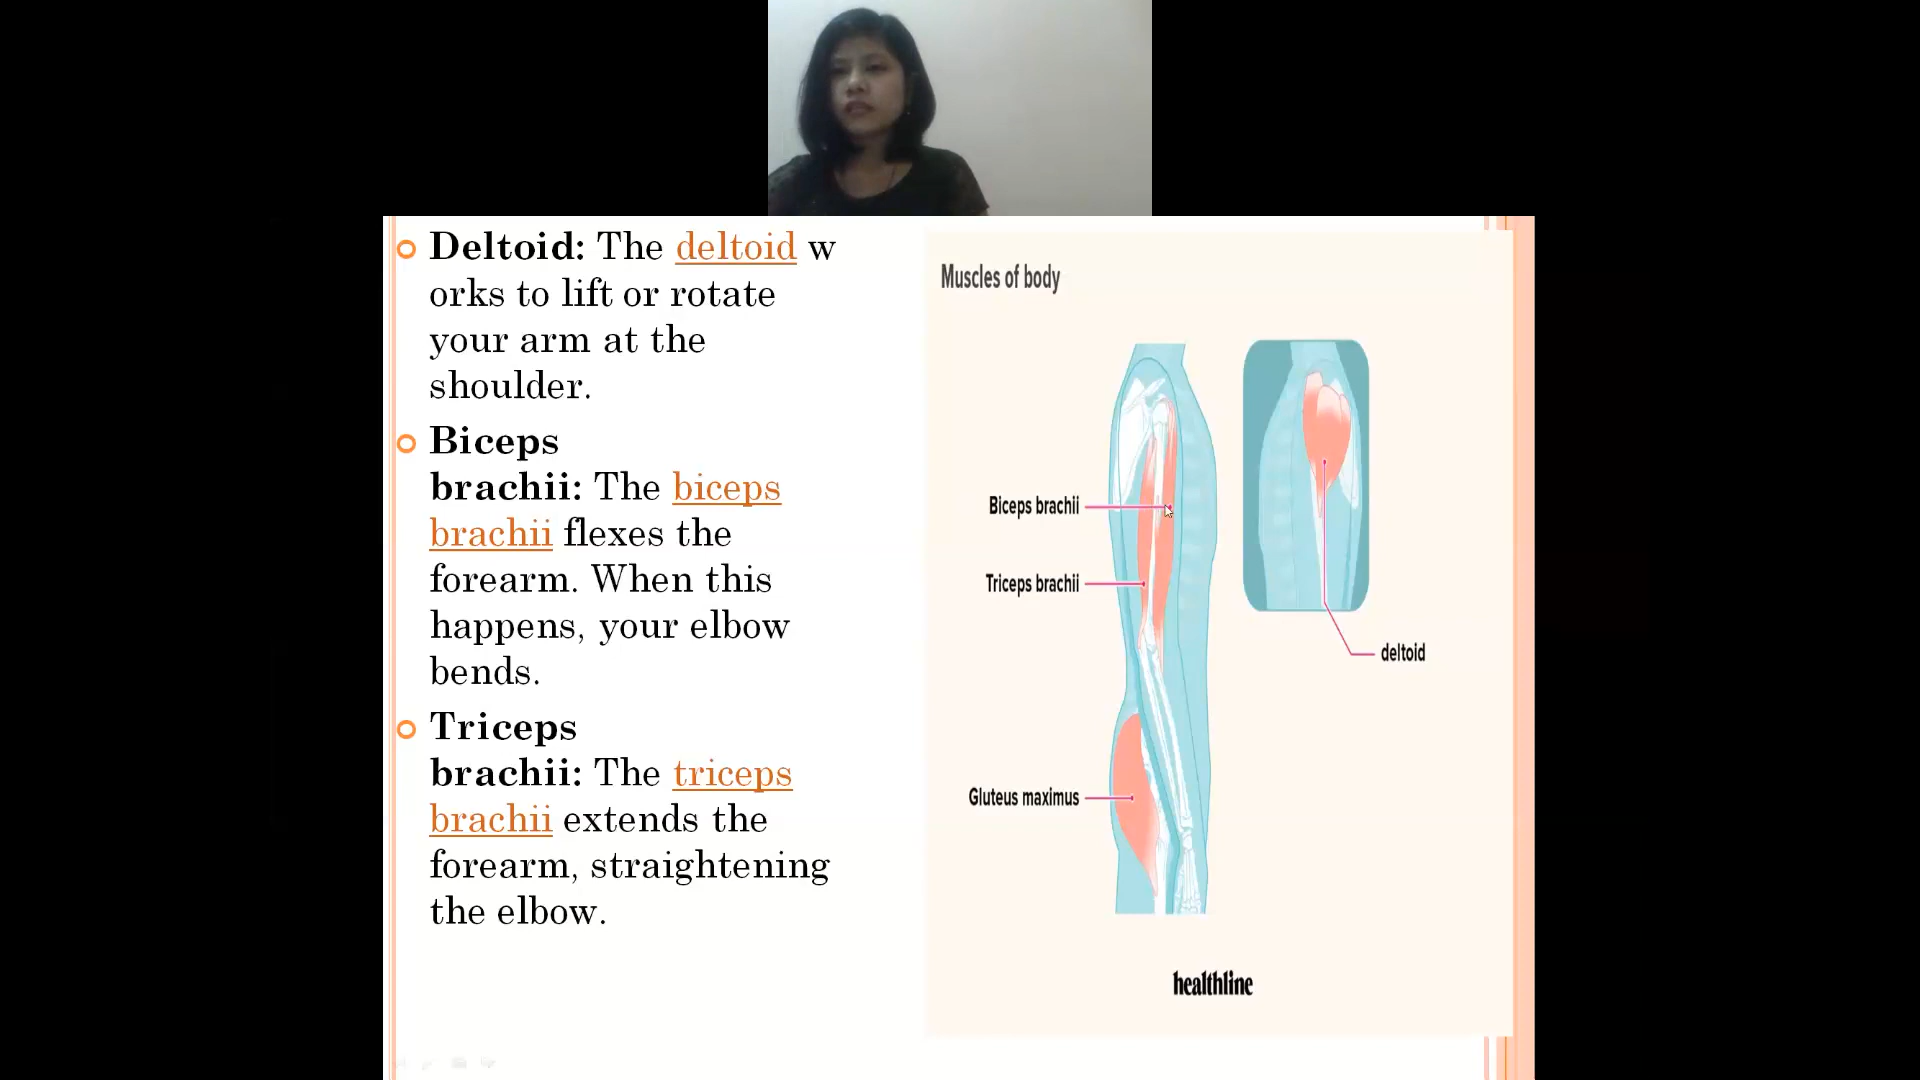 Deltoid: The deltoid w
orks to lift or rotate
your arm at the
shoulder.
Biceps
brachii: The biceps
brachii flexes the
forearm. When this
happens, your elbow
bends.
Triceps
brachii: The triceps
brachii extends the
forearm, straightening
the elbow.
Muscles of body
Biceps brachii
Triceps brachii
deltoid
Gluteus maximus
healthline